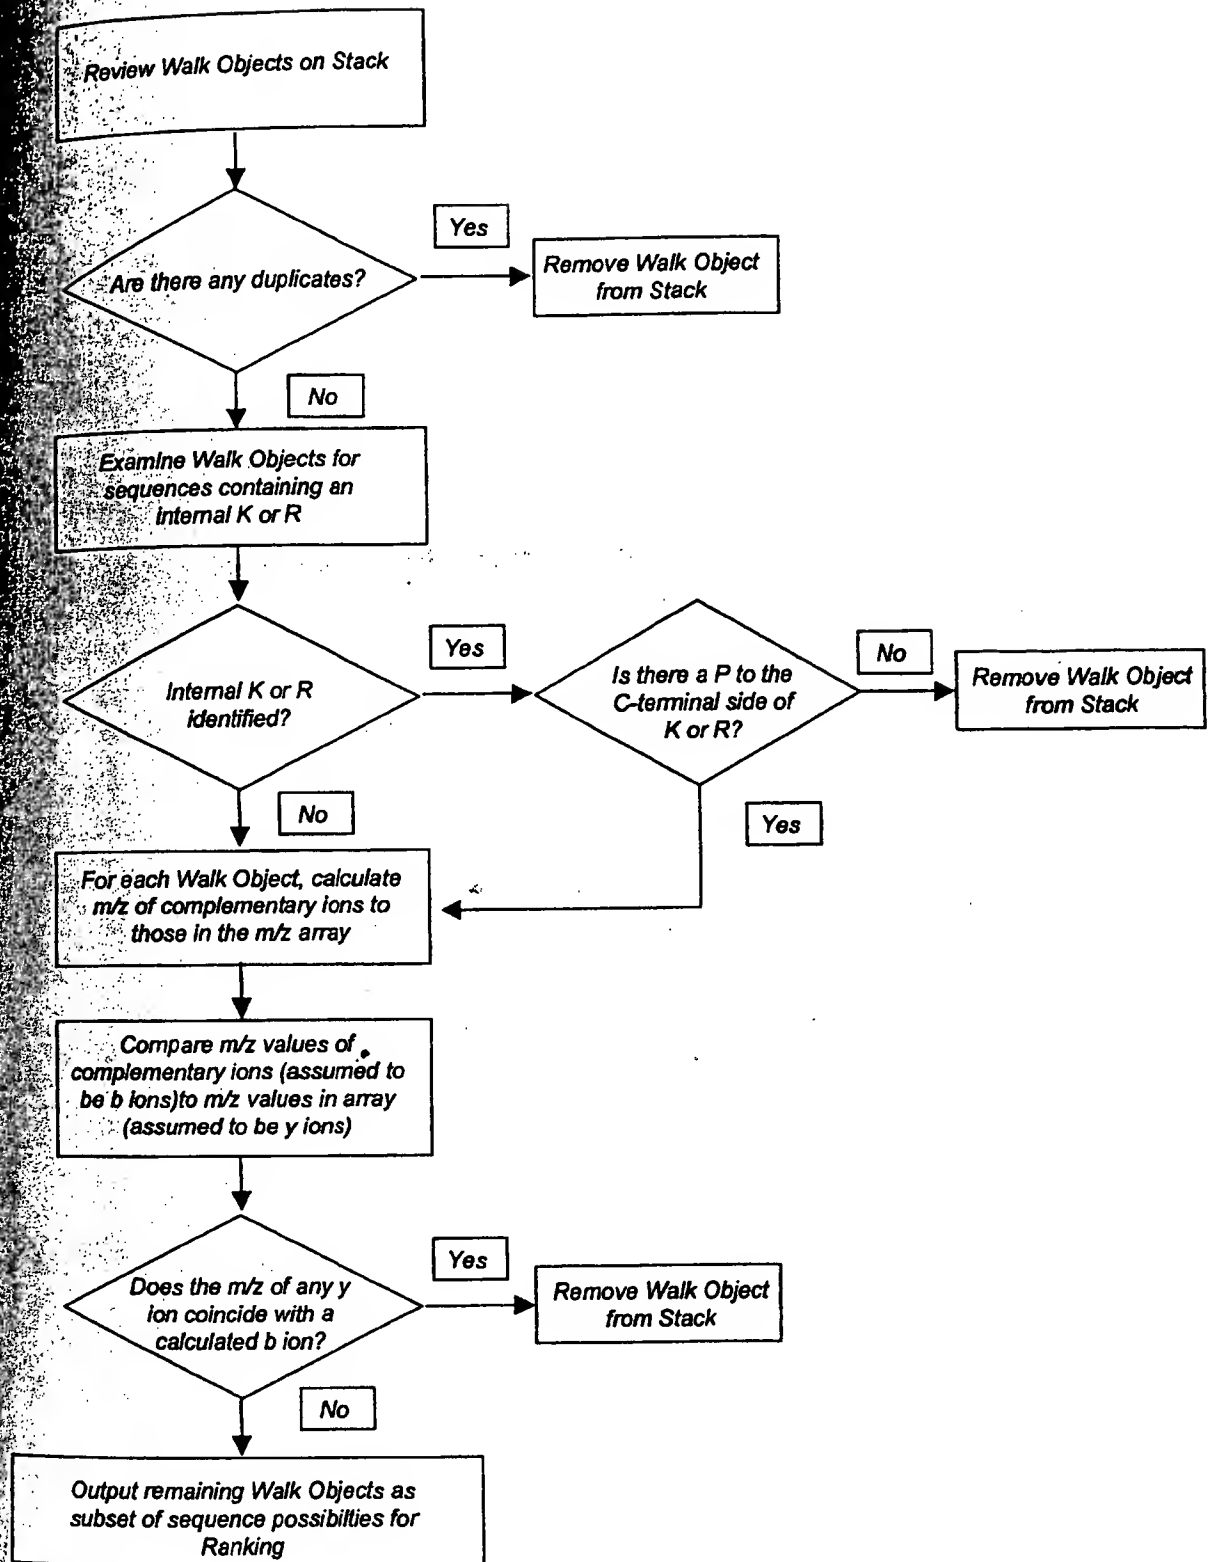 Review Walk Objects on Stack
Are there any duplicates?
Yes
Remove Walk Object
from Stack
No
Examine Walk Objects for
sequences containing an
internal K or R
Internal K or R
identified?
Yes
Is there a P to the
C-terminal side of
K or R?
No
Remove Walk Object
from Stack
No
Yes
For each Walk Object, calculate
m/z of complementary ions to
those in the m/z array
Compare m/z values of
complementary ions (assumed to
be b ions)to m/z values in array
(assumed to be y ions)
Does the m/z of any y
ion coincide with a
calculated b ion?
Yes
Remove Walk Object
from Stack
No
Output remaining Walk Objects as
subset of sequence possibilties for
Ranking